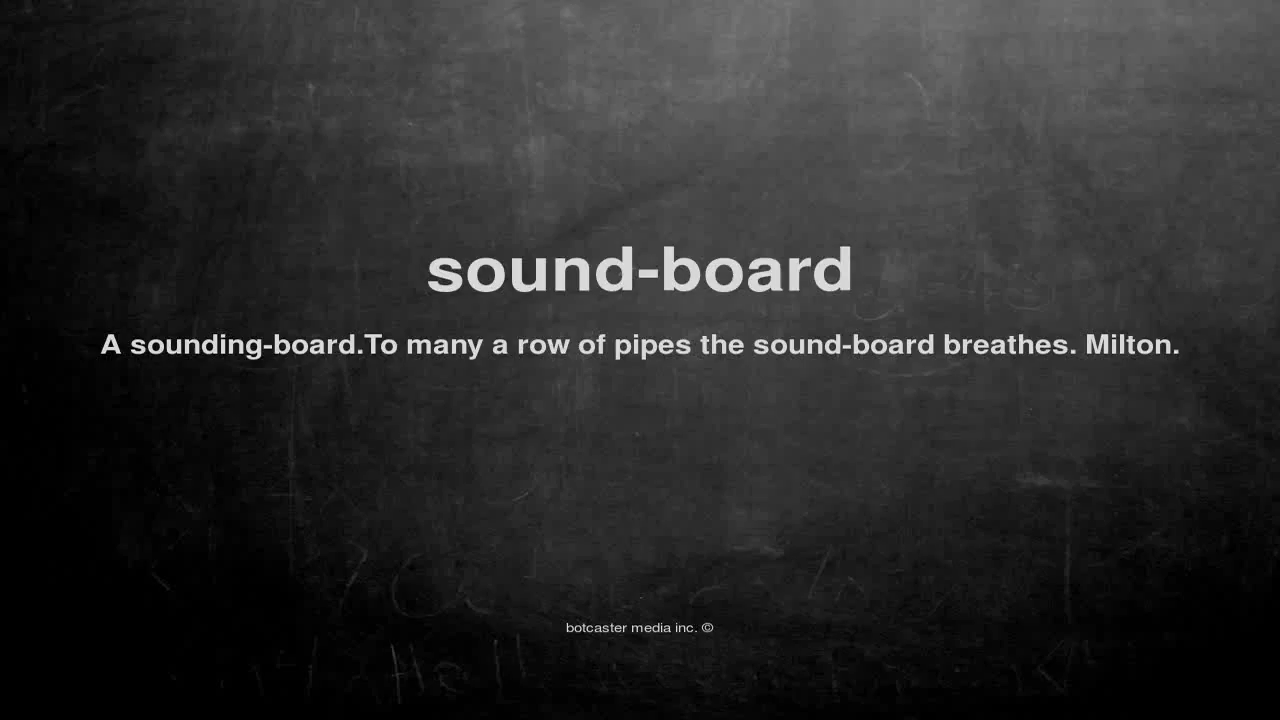 sound-board
A sounding-board.To many a row of pipes the sound-board breathes. Milton.
botcaster media inc. ©